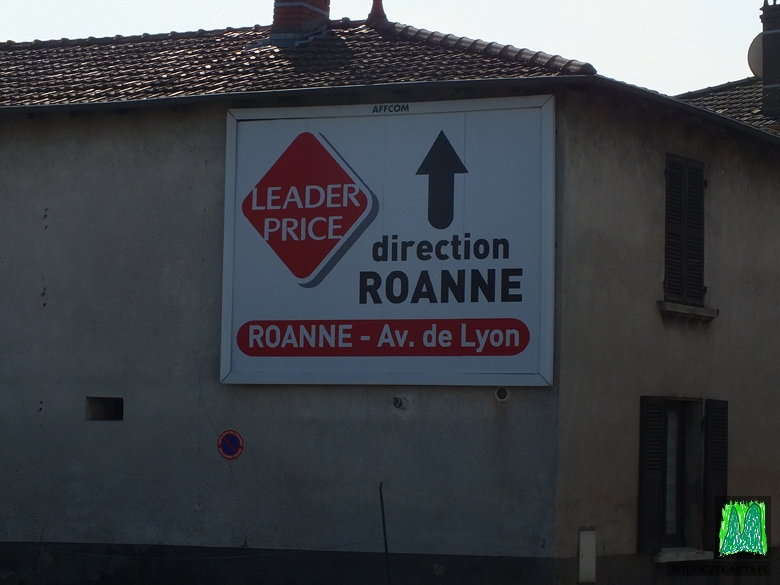 AFFCOM
LEADER
PRICE
direction
ROANNE
ROANNE - Av. de Lyon